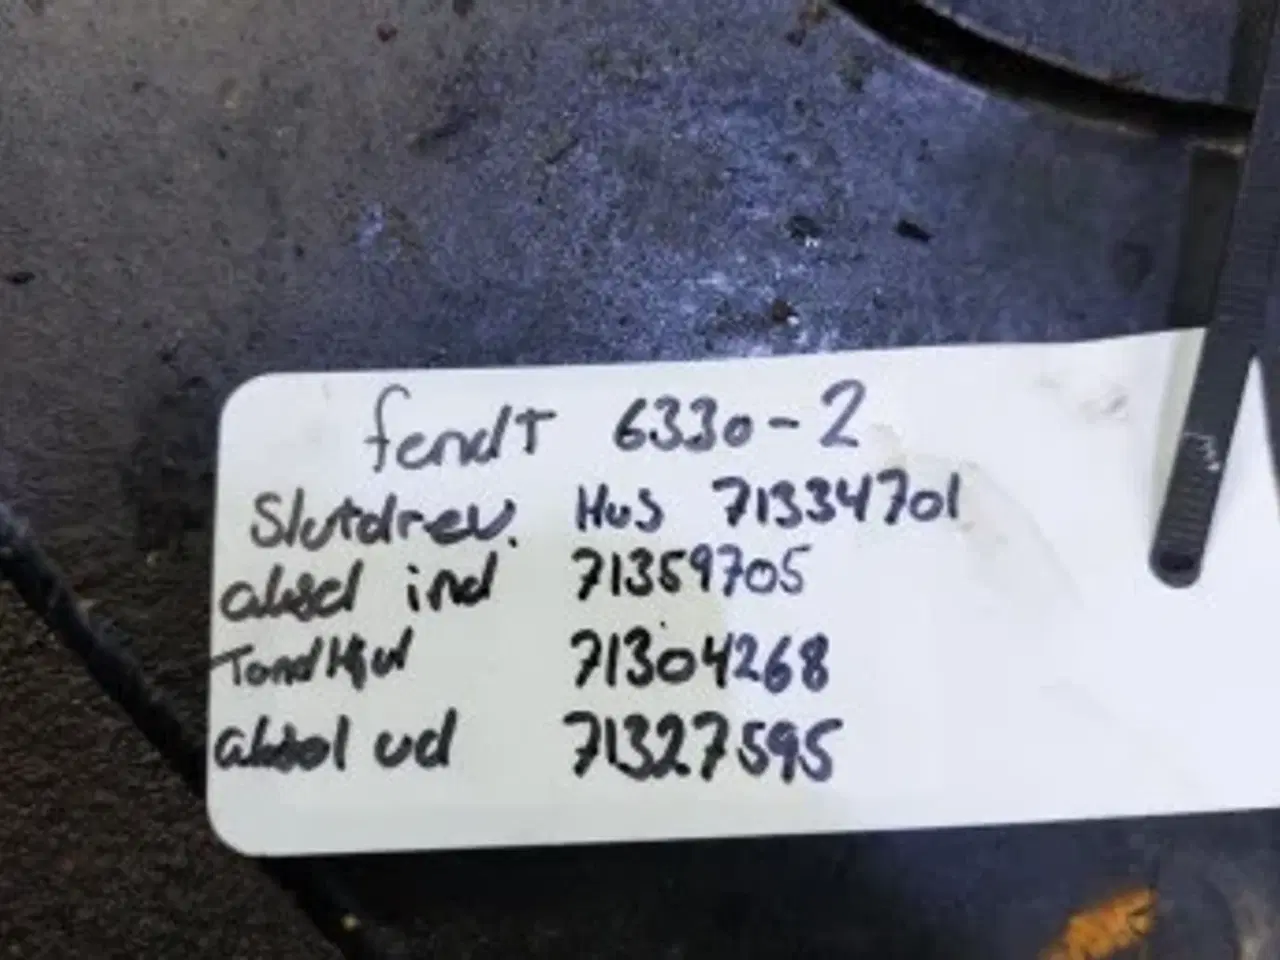 fendT 6330-2
Slutdrev. Hus 71334701
aksel ind 71359705
TandHjul 71304268
aksel ud 71327595